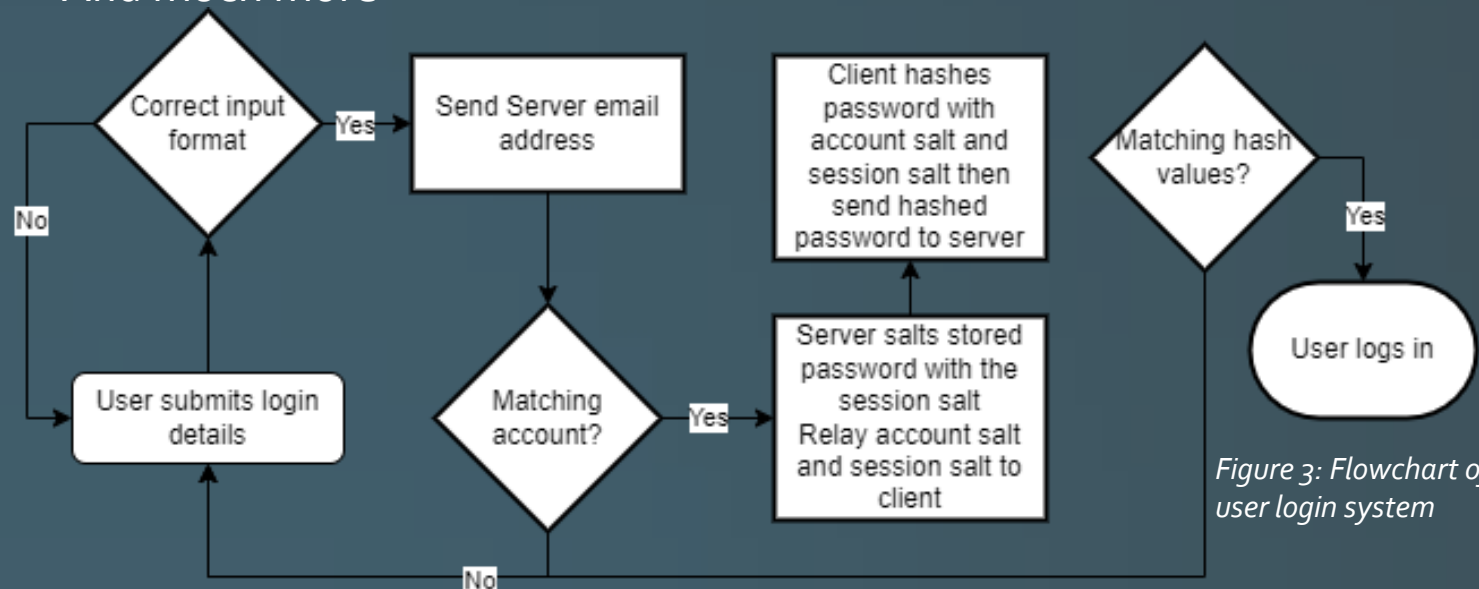 Correct input
format
Yes
Send Server email
address
Client hashes
password with
account salt and
session salt then
send hashed
password to server
Matching hash
values?
Yes
No
User submits login
details
Matching
account?
Yes
Server salts stored
password with the
session salt
Relay account salt
and session salt to
client
User logs in
Figure 3: Flowchart
user login system
No